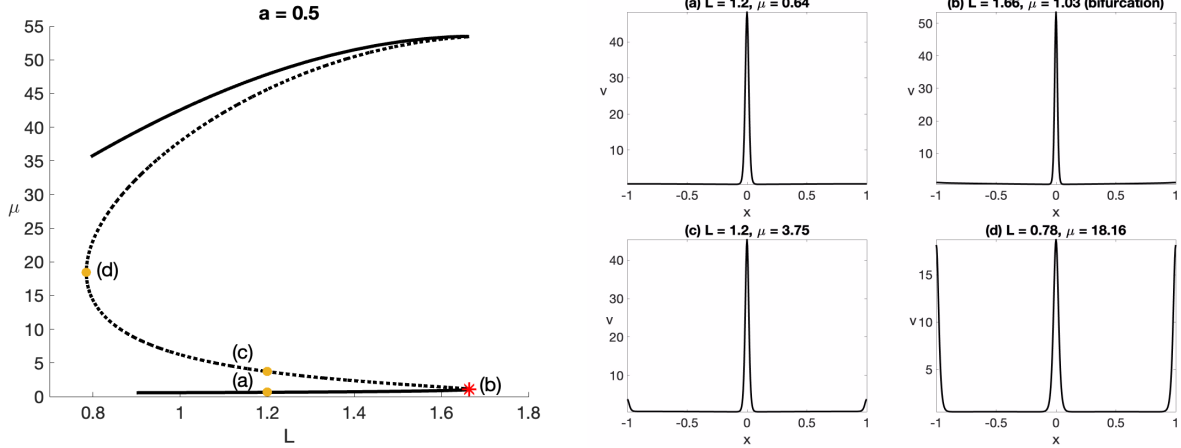 a = 0.5
55
50
45
40
35
30
25
20
15
10
5
0
μ
(d)
(c)
(a)
(b)
0.8 1 1.2 1.4 1.6 1.8
L
(a) L = 1.2, μ = 0.64
40
30
v
20
10
-1 -0.5 0 0.5 1
x
(b) L = 1.66, μ = 1.03 (bifurcation)
50
40
v
30
20
10
-1 -0.5 0 0.5 1
x
(c) L = 1.2, μ = 3.75
40
30
v
20
10
-1 -0.5 0 0.5 1
x
(d) L = 0.78, μ = 18.16
15
v 10
5
-1 -0.5 0 0.5 1
x